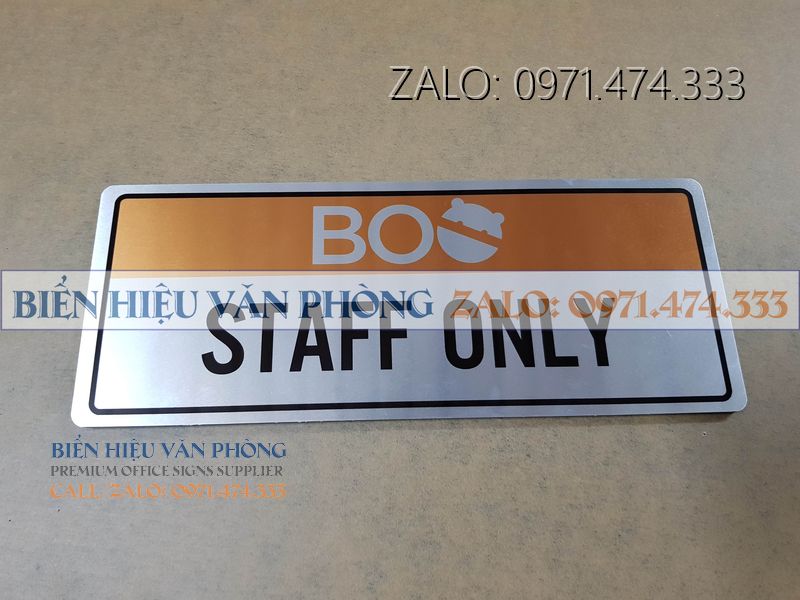 ZALO: 0971.474.333
BOO
BIỂN HIỆU VĂN PHÒNG ZALO: 0971.474.333
STAFF ONLY
BIỂN HIỆU VĂN PHÒNG
PREMIUM OFFICE SIGNS SUPPLIER
CALL/ZALO: 0971.474.333